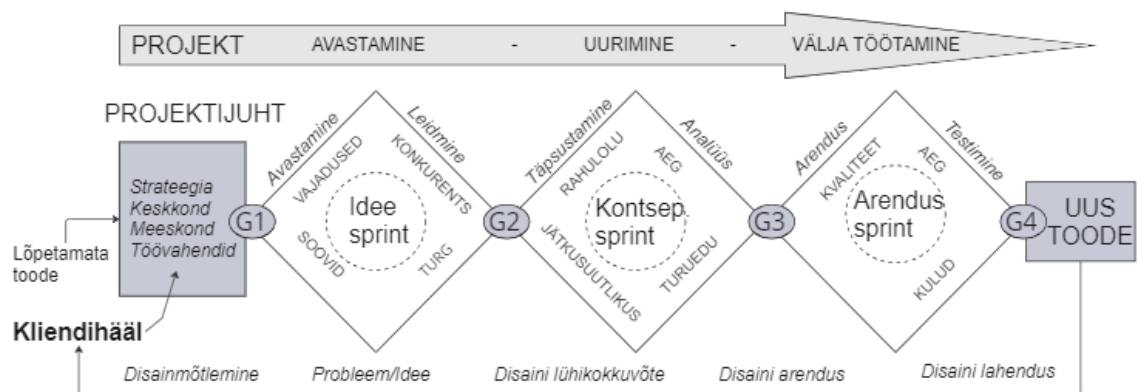 PROJEKT AVASTAMINE - UURIMINE - VÄLJA TÖÖTAMINE
PROJEKTIJUHT
Strateegia
Keskkond
Meeskond
Töövahendid
Lõpetamata
toode
Kliendihääl
G1
Avastamine
Leidmine
VAJADUSED
KONKURENTS
Idee
sprint
SOOVID
TURG
G2
Täpsustamine
Analüüs
RAHULOLU
AEG
Kontsep
sprint
JÄTKUSUUTLIKUS
TURUEDU
G3
Arendus
Testimine
KVALITEET
AEG
Arendus
sprint
KULUD
G4
UUS
TOODE
Disainmõtlemine Probleem/Idee Disaini lühikokkuvõte Disaini arendus Disaini lahendus